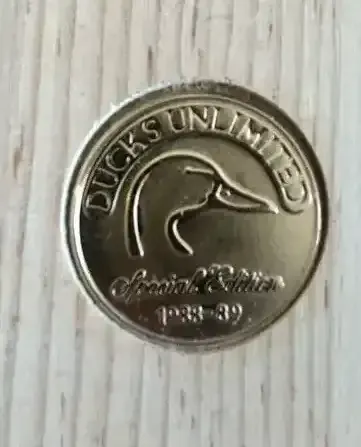 DUCKS UNLIMITED
Special Edition
1988-89